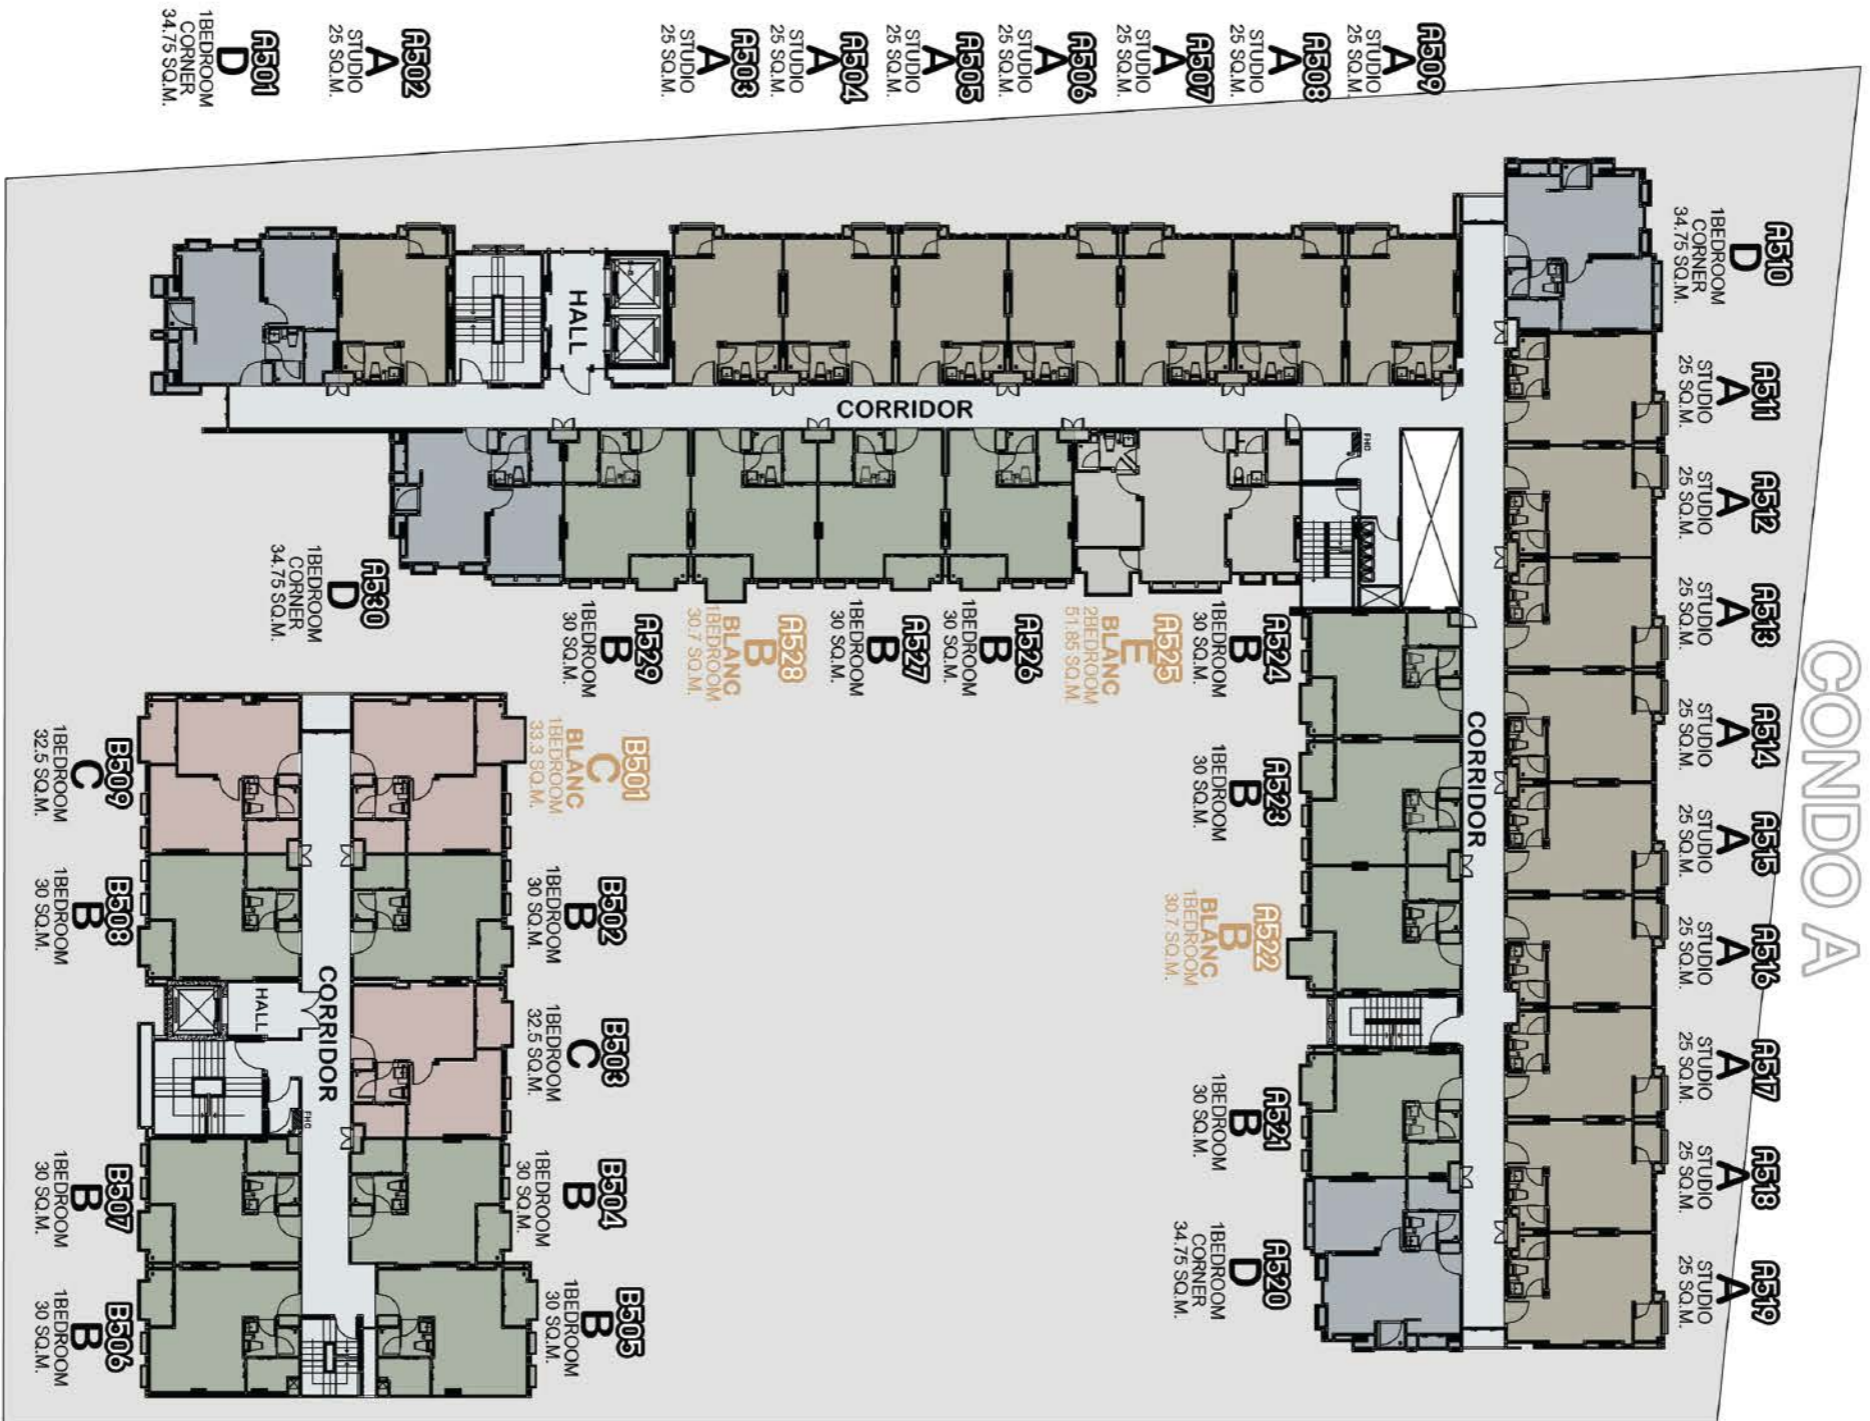 A501
D
1BEDROOM
CORNER
34.75 SQ.M.
A502
A
STUDIO
25 SQ.M.
A503
A
STUDIO
25 SQ.M.
A504
A
STUDIO
25 SQ.M.
A505
A
STUDIO
25 SQ.M.
A506
A
STUDIO
25 SQ.M.
A507
A
STUDIO
25 SQ.M.
A508
A
STUDIO
25 SQ.M.
A509
A
STUDIO
25 SQ.M.
A510
D
1BEDROOM
CORNER
34.75 SQ.M.
A511
A
STUDIO
25 SQ.M.
A512
A
STUDIO
25 SQ.M.
A513
A
STUDIO
25 SQ.M.
A514
A
STUDIO
25 SQ.M.
A515
A
STUDIO
25 SQ.M.
A516
A
STUDIO
25 SQ.M.
A517
A
STUDIO
25 SQ.M.
A518
A
STUDIO
25 SQ.M.
A519
A
STUDIO
25 SQ.M.
CONDO A
HALL
CORRIDOR
FHC
CORRIDOR
A530
D
1BEDROOM
CORNER
34.75 SQ.M.
A529
B
1BEDROOM
30 SQ.M.
A528
B
BLANC
1BEDROOM
30.7 SQ.M.
A527
B
1BEDROOM
30 SQ.M.
A526
B
1BEDROOM
30 SQ.M.
A525
E
BLANC
2BEDROOM
51.85 SQ.M.
A524
B
1BEDROOM
30 SQ.M.
A523
B
1BEDROOM
30 SQ.M.
A522
B
BLANC
1BEDROOM
30.7 SQ.M.
A521
B
1BEDROOM
30 SQ.M.
A520
D
1BEDROOM
CORNER
34.75 SQ.M.
B501
C
BLANC
1BEDROOM
33.3 SQ.M.
B502
B
1BEDROOM
30 SQ.M.
B503
C
1BEDROOM
32.5 SQ.M.
B504
B
1BEDROOM
30 SQ.M.
B505
B
1BEDROOM
30 SQ.M.
CORRIDOR
HALL
FHC
B509
C
1BEDROOM
32.5 SQ.M.
B508
B
1BEDROOM
30 SQ.M.
B507
B
1BEDROOM
30 SQ.M.
B506
B
1BEDROOM
30 SQ.M.